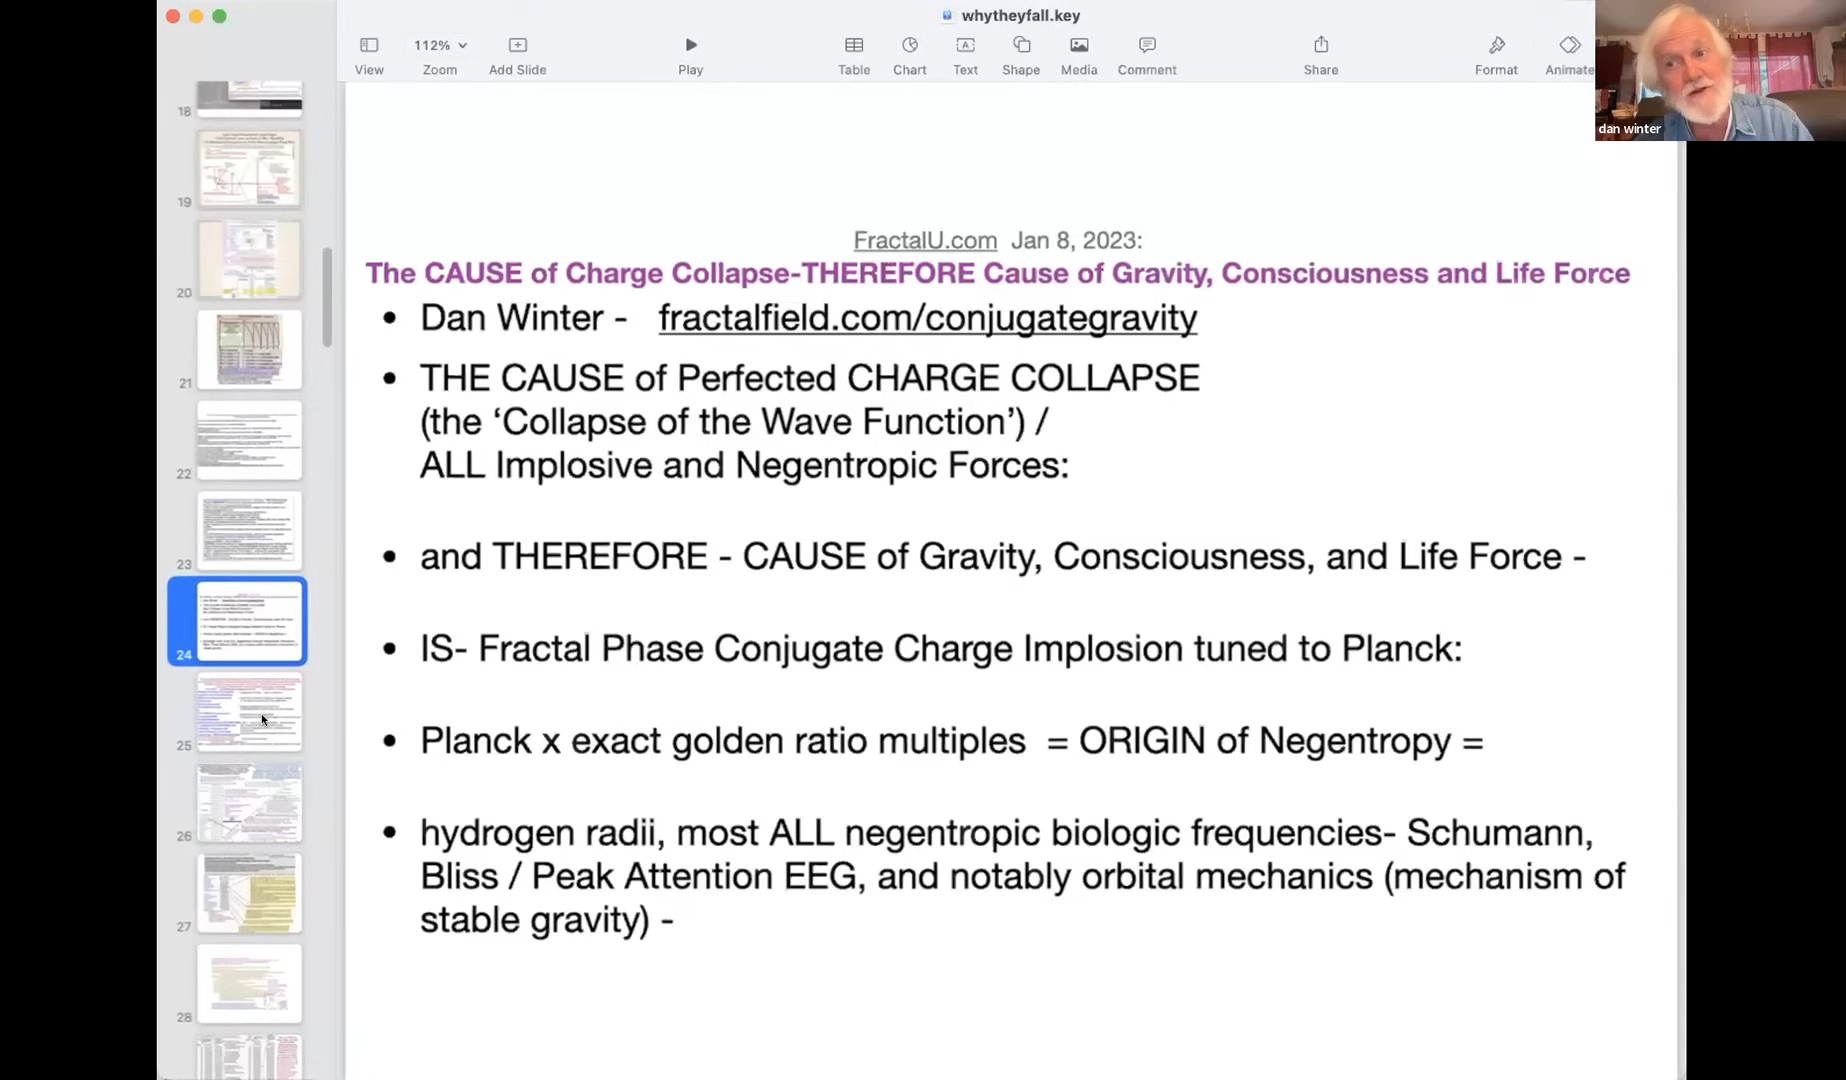 whytheyfall.key
112%
View
Zoom
Add Slide
Play
Table
Chart
Text
Shape
Media
Comment
Share
Format
Animate
dan winter
18
19
20
21
22
23
24
25
26
27
28
FractalU.com Jan 8, 2023:
The CAUSE of Charge Collapse-THEREFORE Cause of Gravity, Consciousness and Life Force
• Dan Winter - fractalfield.com/conjugategravity
• THE CAUSE of Perfected CHARGE COLLAPSE
(the ‘Collapse of the Wave Function’) /
ALL Implosive and Negentropic Forces:
• and THEREFORE - CAUSE of Gravity, Consciousness, and Life Force -
• IS- Fractal Phase Conjugate Charge Implosion tuned to Planck:
• Planck x exact golden ratio multiples = ORIGIN of Negentropy =
• hydrogen radii, most ALL negentropic biologic frequencies- Schumann,
Bliss / Peak Attention EEG, and notably orbital mechanics (mechanism of
stable gravity) -